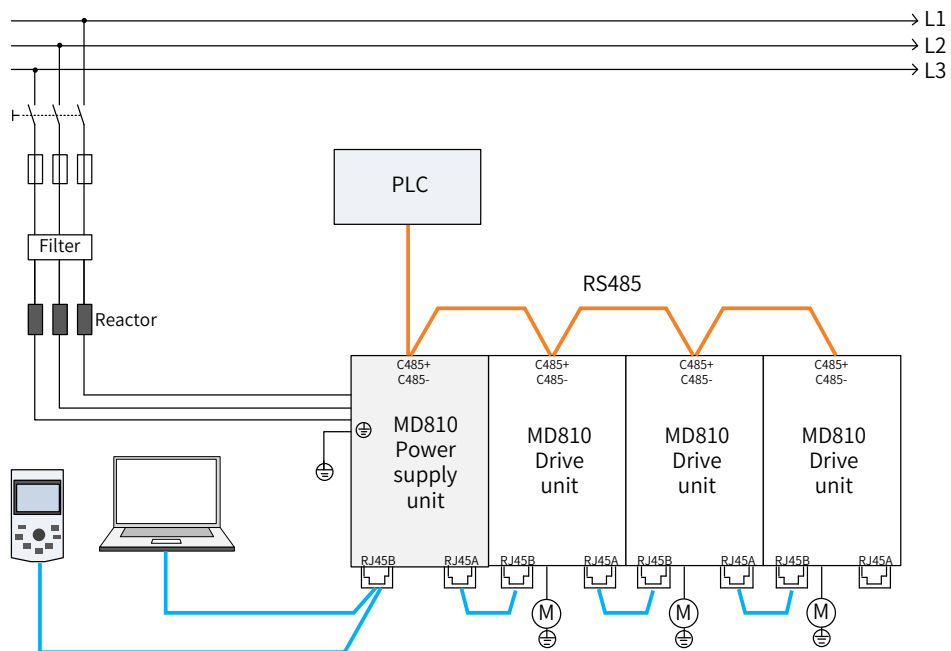 L1
L2
L3
PLC
Filter
RS485
Reactor
C485+
C485-
C485+
C485-
C485+
C485-
C485+
C485-
MD810
Power
supply
unit
MD810
Drive
unit
MD810
Drive
unit
MD810
Drive
unit
RJ45B
RJ45A
RJ45B
RJ45A
RJ45B
RJ45A
RJ45B
RJ45A
M
M
M